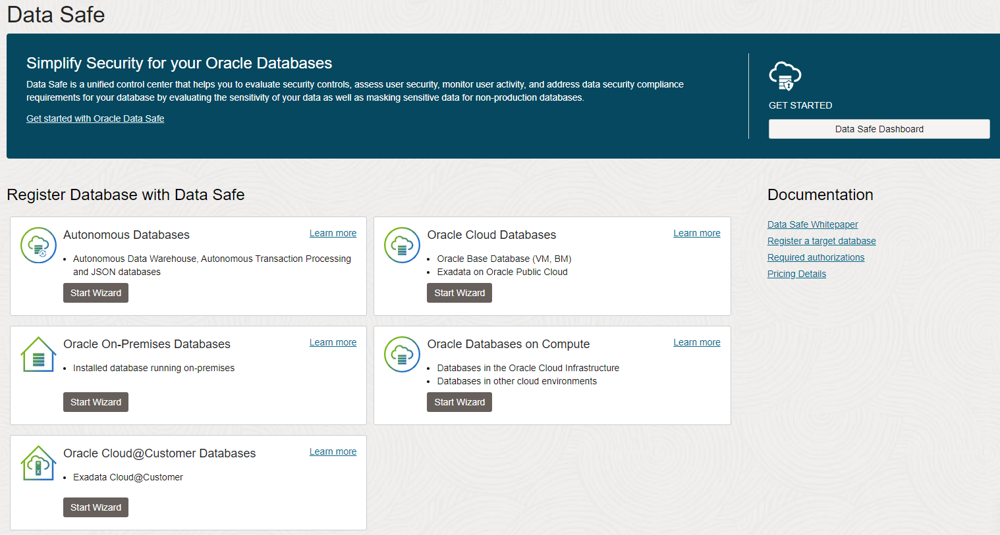 Data Safe
Simplify Security for your Oracle Databases
Data Safe is a unified control center that helps you to evaluate security controls, assess user security, monitor user activity, and address data security compliance
requirements for your database by evaluating the sensitivity of your data as well as masking sensitive data for non-production databases.
Get started with Oracle Data Safe
GET STARTED
Data Safe Dashboard
Register Database with Data Safe
Autonomous Databases
Learn more
• Autonomous Data Warehouse, Autonomous Transaction Processing
and JSON databases
Start Wizard
Oracle Cloud Databases
Learn more
• Oracle Base Database (VM, BM)
• Exadata on Oracle Public Cloud
Start Wizard
Oracle On-Premises Databases
Learn more
• Installed database running on-premises
Start Wizard
Oracle Databases on Compute
Learn more
• Databases in the Oracle Cloud Infrastructure
• Databases in other cloud environments
Start Wizard
Oracle Cloud@Customer Databases
Learn more
• Exadata Cloud@Customer
Start Wizard
Documentation
Data Safe Whitepaper
Register a target database
Required authorizations
Pricing Details